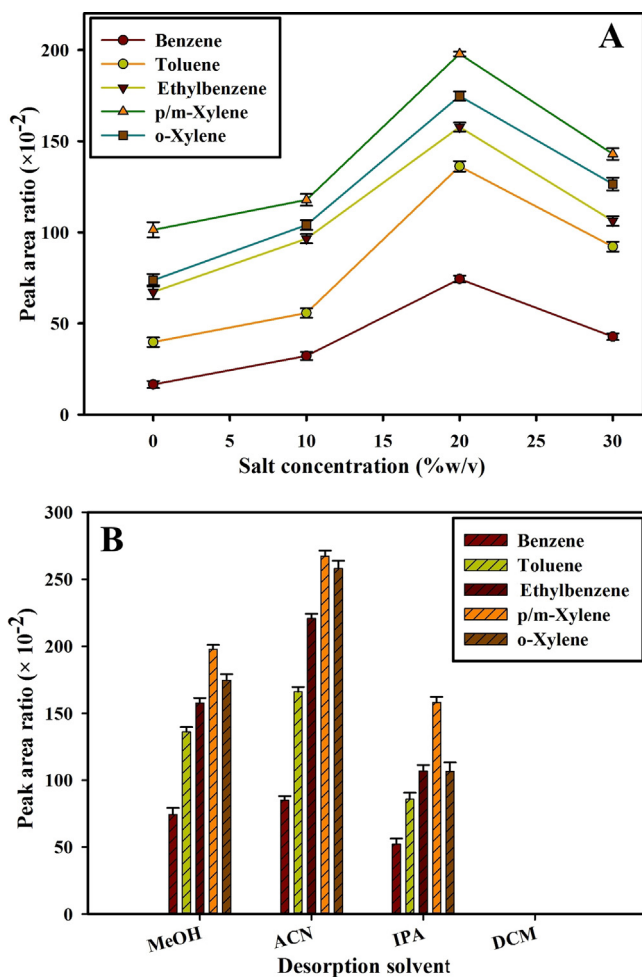 A
Benzene
Toluene
Ethylbenzene
p/m-Xylene
o-Xylene
Peak area ratio (×10-2)
200
150
100
50
0
0 5 10 15 20 25 30
Salt concentration (%w/v)
B
Benzene
Toluene
Ethylbenzene
p/m-Xylene
o-Xylene
Peak area ratio (× 10-2)
300
250
200
150
100
50
0
MeOH ACN IPA DCM
Desorption solvent